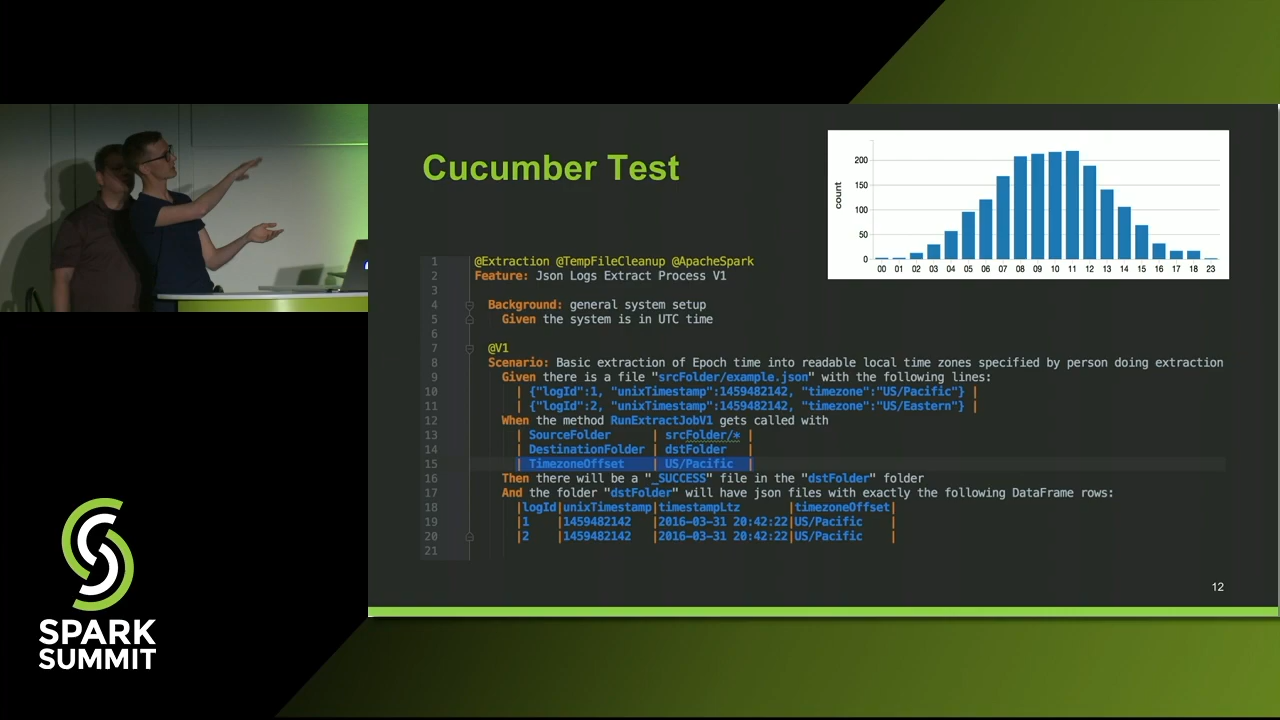 Cucumber Test
200
150
100
50
0
count
00 01 02 03 04 05 06 07 08 09 10 11 12 13 14 15 16 17 18 23
1 @Extraction @TempFileCleanup @ApacheSpark
2 Feature: Json Logs Extract Process V1
3
4 Background: general system setup
5 Given the system is in UTC time
6
7 @V1
8 Scenario: Basic extraction of Epoch time into readable local time zones specified by person doing extraction
9 Given there is a file "srcFolder/example.json" with the following lines:
10 | {"logId":1, "unixTimestamp":1459482142, "timezone":"US/Pacific"} |
11 | {"logId":2, "unixTimestamp":1459482142, "timezone":"US/Eastern"} |
12 When the method RunExtractJobV1 gets called with
13 | SourceFolder | srcFolder/* |
14 | DestinationFolder | dstFolder |
15 | TimezoneOffset | US/Pacific |
16 Then there will be a "_SUCCESS" file in the "dstFolder" folder
17 And the folder "dstFolder" will have json files with exactly the following DataFrame rows:
18 |logId|unixTimestamp|timestampLtz |timezoneOffset|
19 |1 |1459482142 |2016-03-31 20:42:22|US/Pacific |
20 |2 |1459482142 |2016-03-31 20:42:22|US/Pacific |
21
12
SPARK
SUMMIT